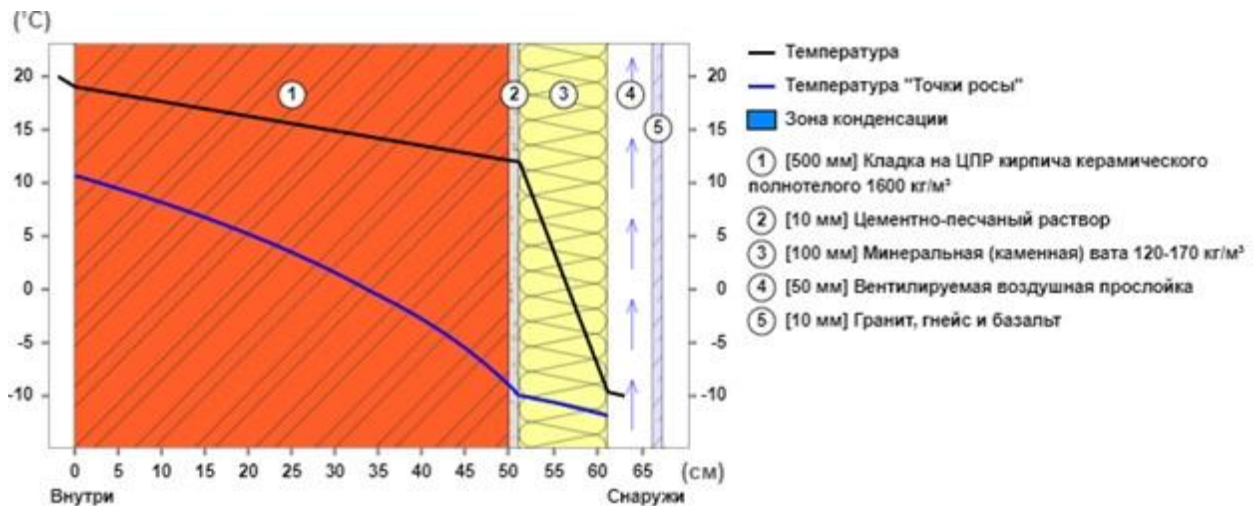 (°C)
20
15
10
5
0
-5
-10
20
15
10
5
0
-5
-10
1
2
3
4
5
0 5 10 15 20 25 30 35 40 45 50 55 60 65 (см)
Внутри Снаружи
Температура
Температура "Точки росы"
Зона конденсации
1 [500 мм] Кладка на ЦПР кирпича керамического
полнотелого 1600 кг/м³
2 [10 мм] Цементно-песчаный раствор
3 [100 мм] Минеральная (каменная) вата 120-170 кг/м³
4 [50 мм] Вентилируемая воздушная прослойка
5 [10 мм] Гранит, гнейс и базальт